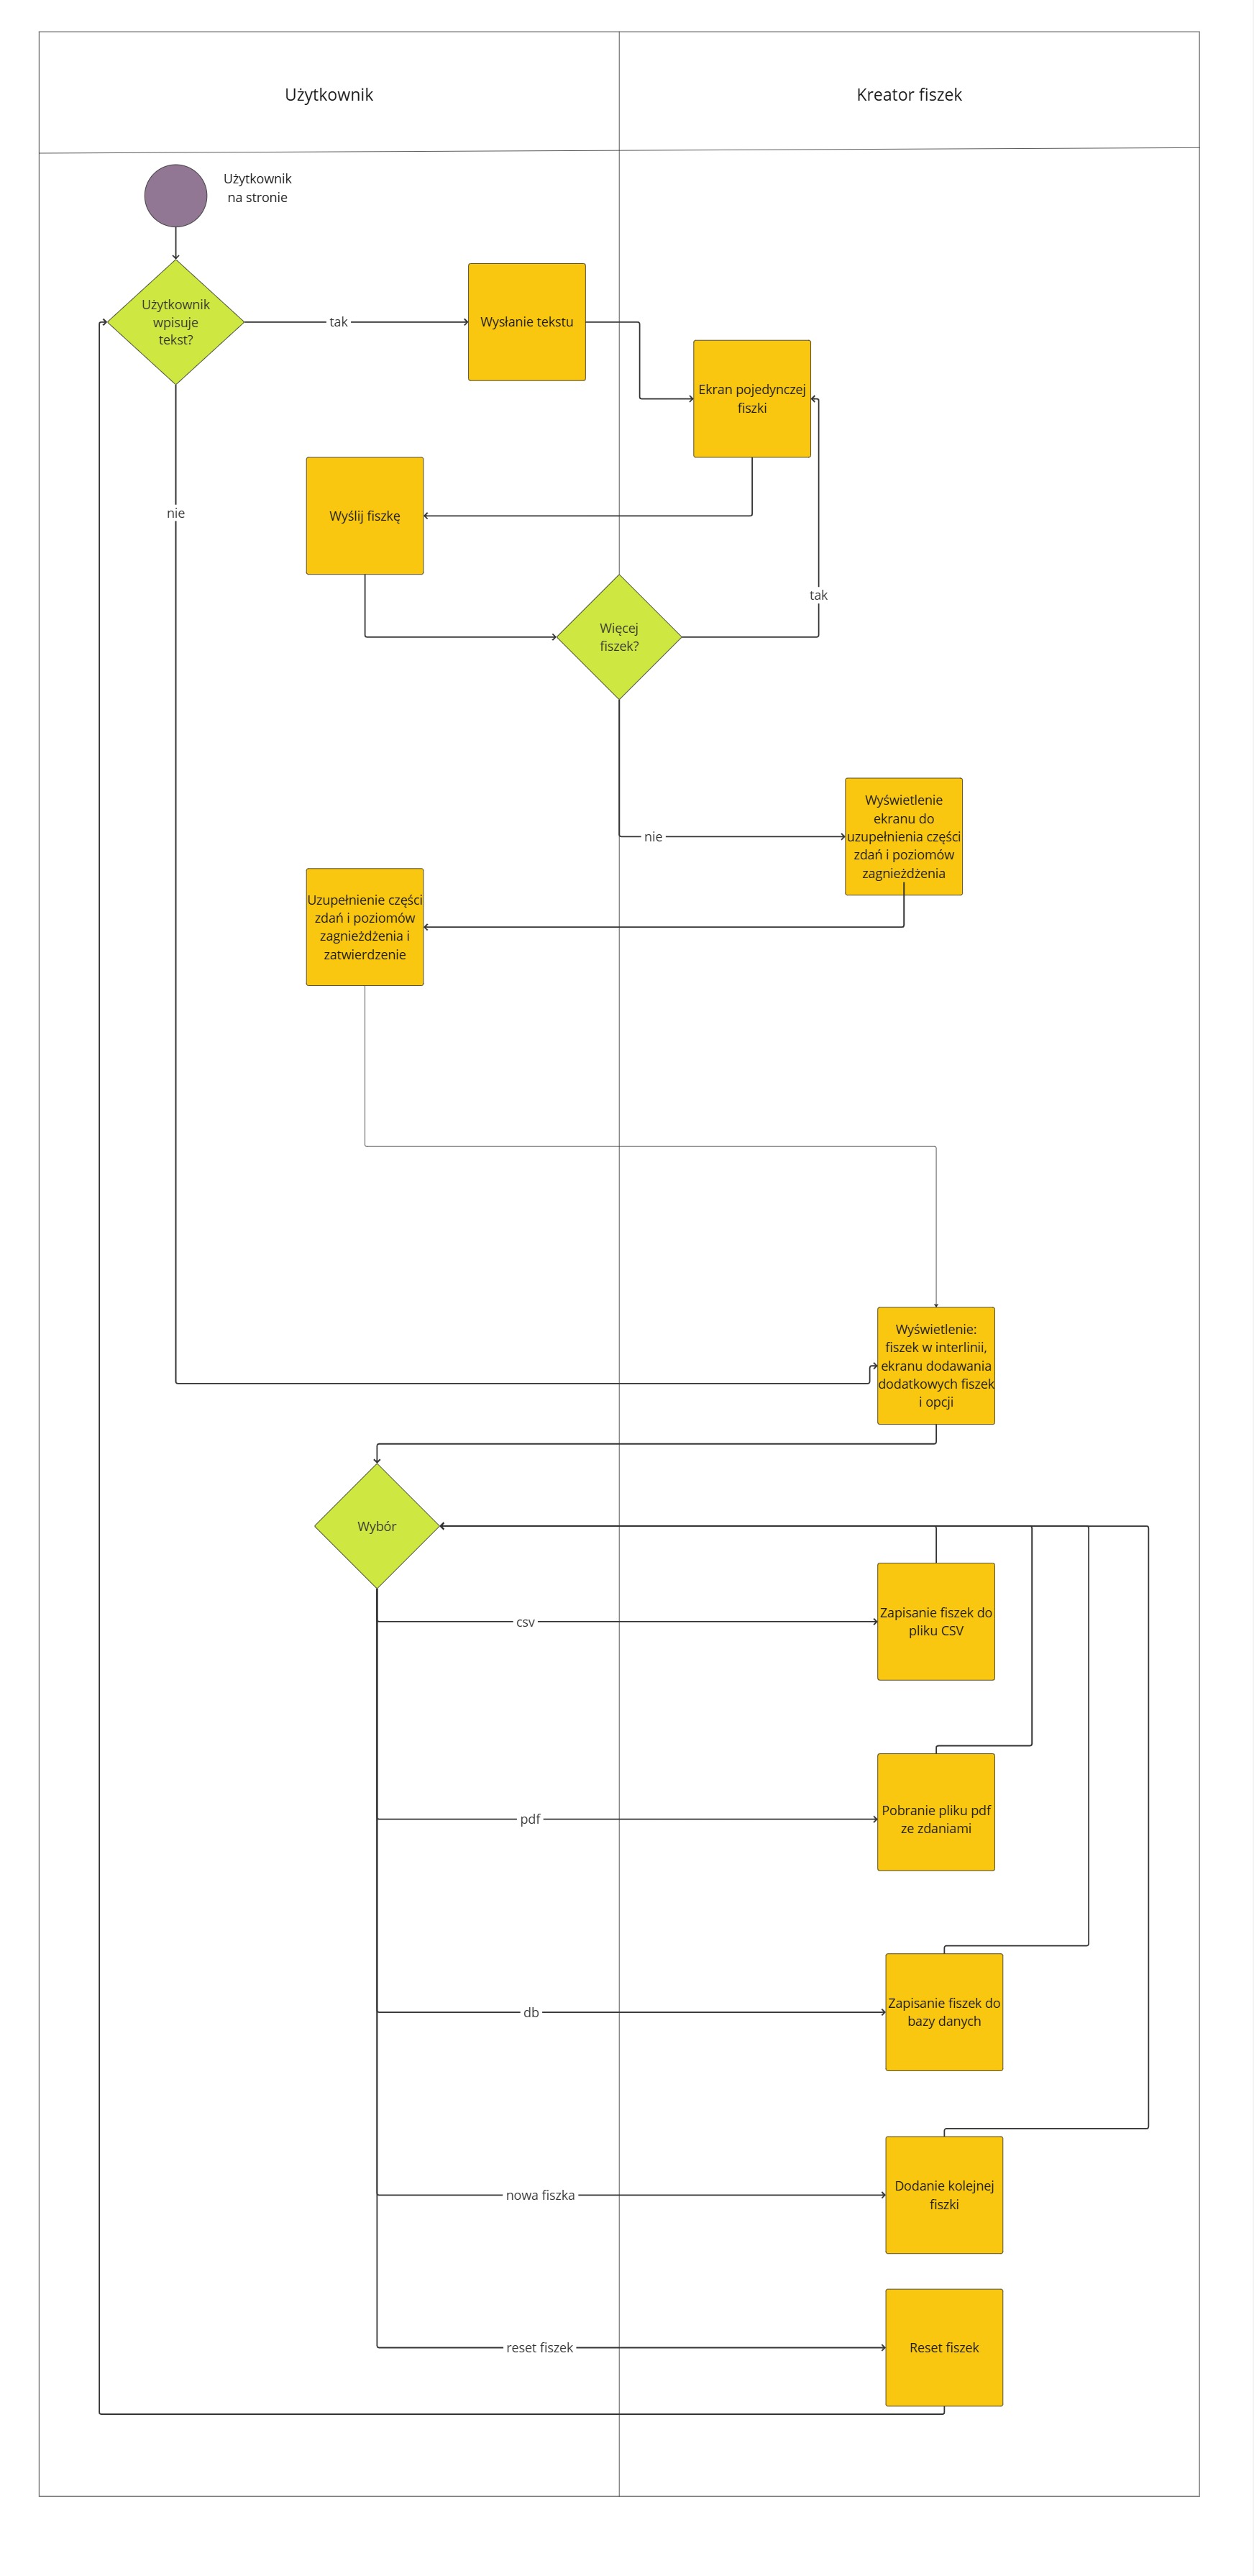 Użytkownik
Kreator fiszek
Użytkownik
na stronie
Użytkownik
wpisuje
tekst?
tak
Wysłanie tekstu
Ekran pojedynczej
fiszki
nie
Wyślij fiszkę
tak
Więcej
fiszek?
Wyświetlenie
ekranu do
uzupełnienia części
zdań i poziomów
zagnieżdżenia
nie
Uzupełnienie części
zdań i poziomów
zagnieżdżenia i
zatwierdzenie
Wyświetlenie:
fiszek w interlinii,
ekranu dodawania
dodatkowych fiszek
i opcji
Wybór
csv
Zapisanie fiszek do
pliku CSV
pdf
Pobranie pliku pdf
ze zdaniami
db
Zapisanie fiszek do
bazy danych
nowa fiszka
Dodanie kolejnej
fiszki
reset fiszek
Reset fiszek